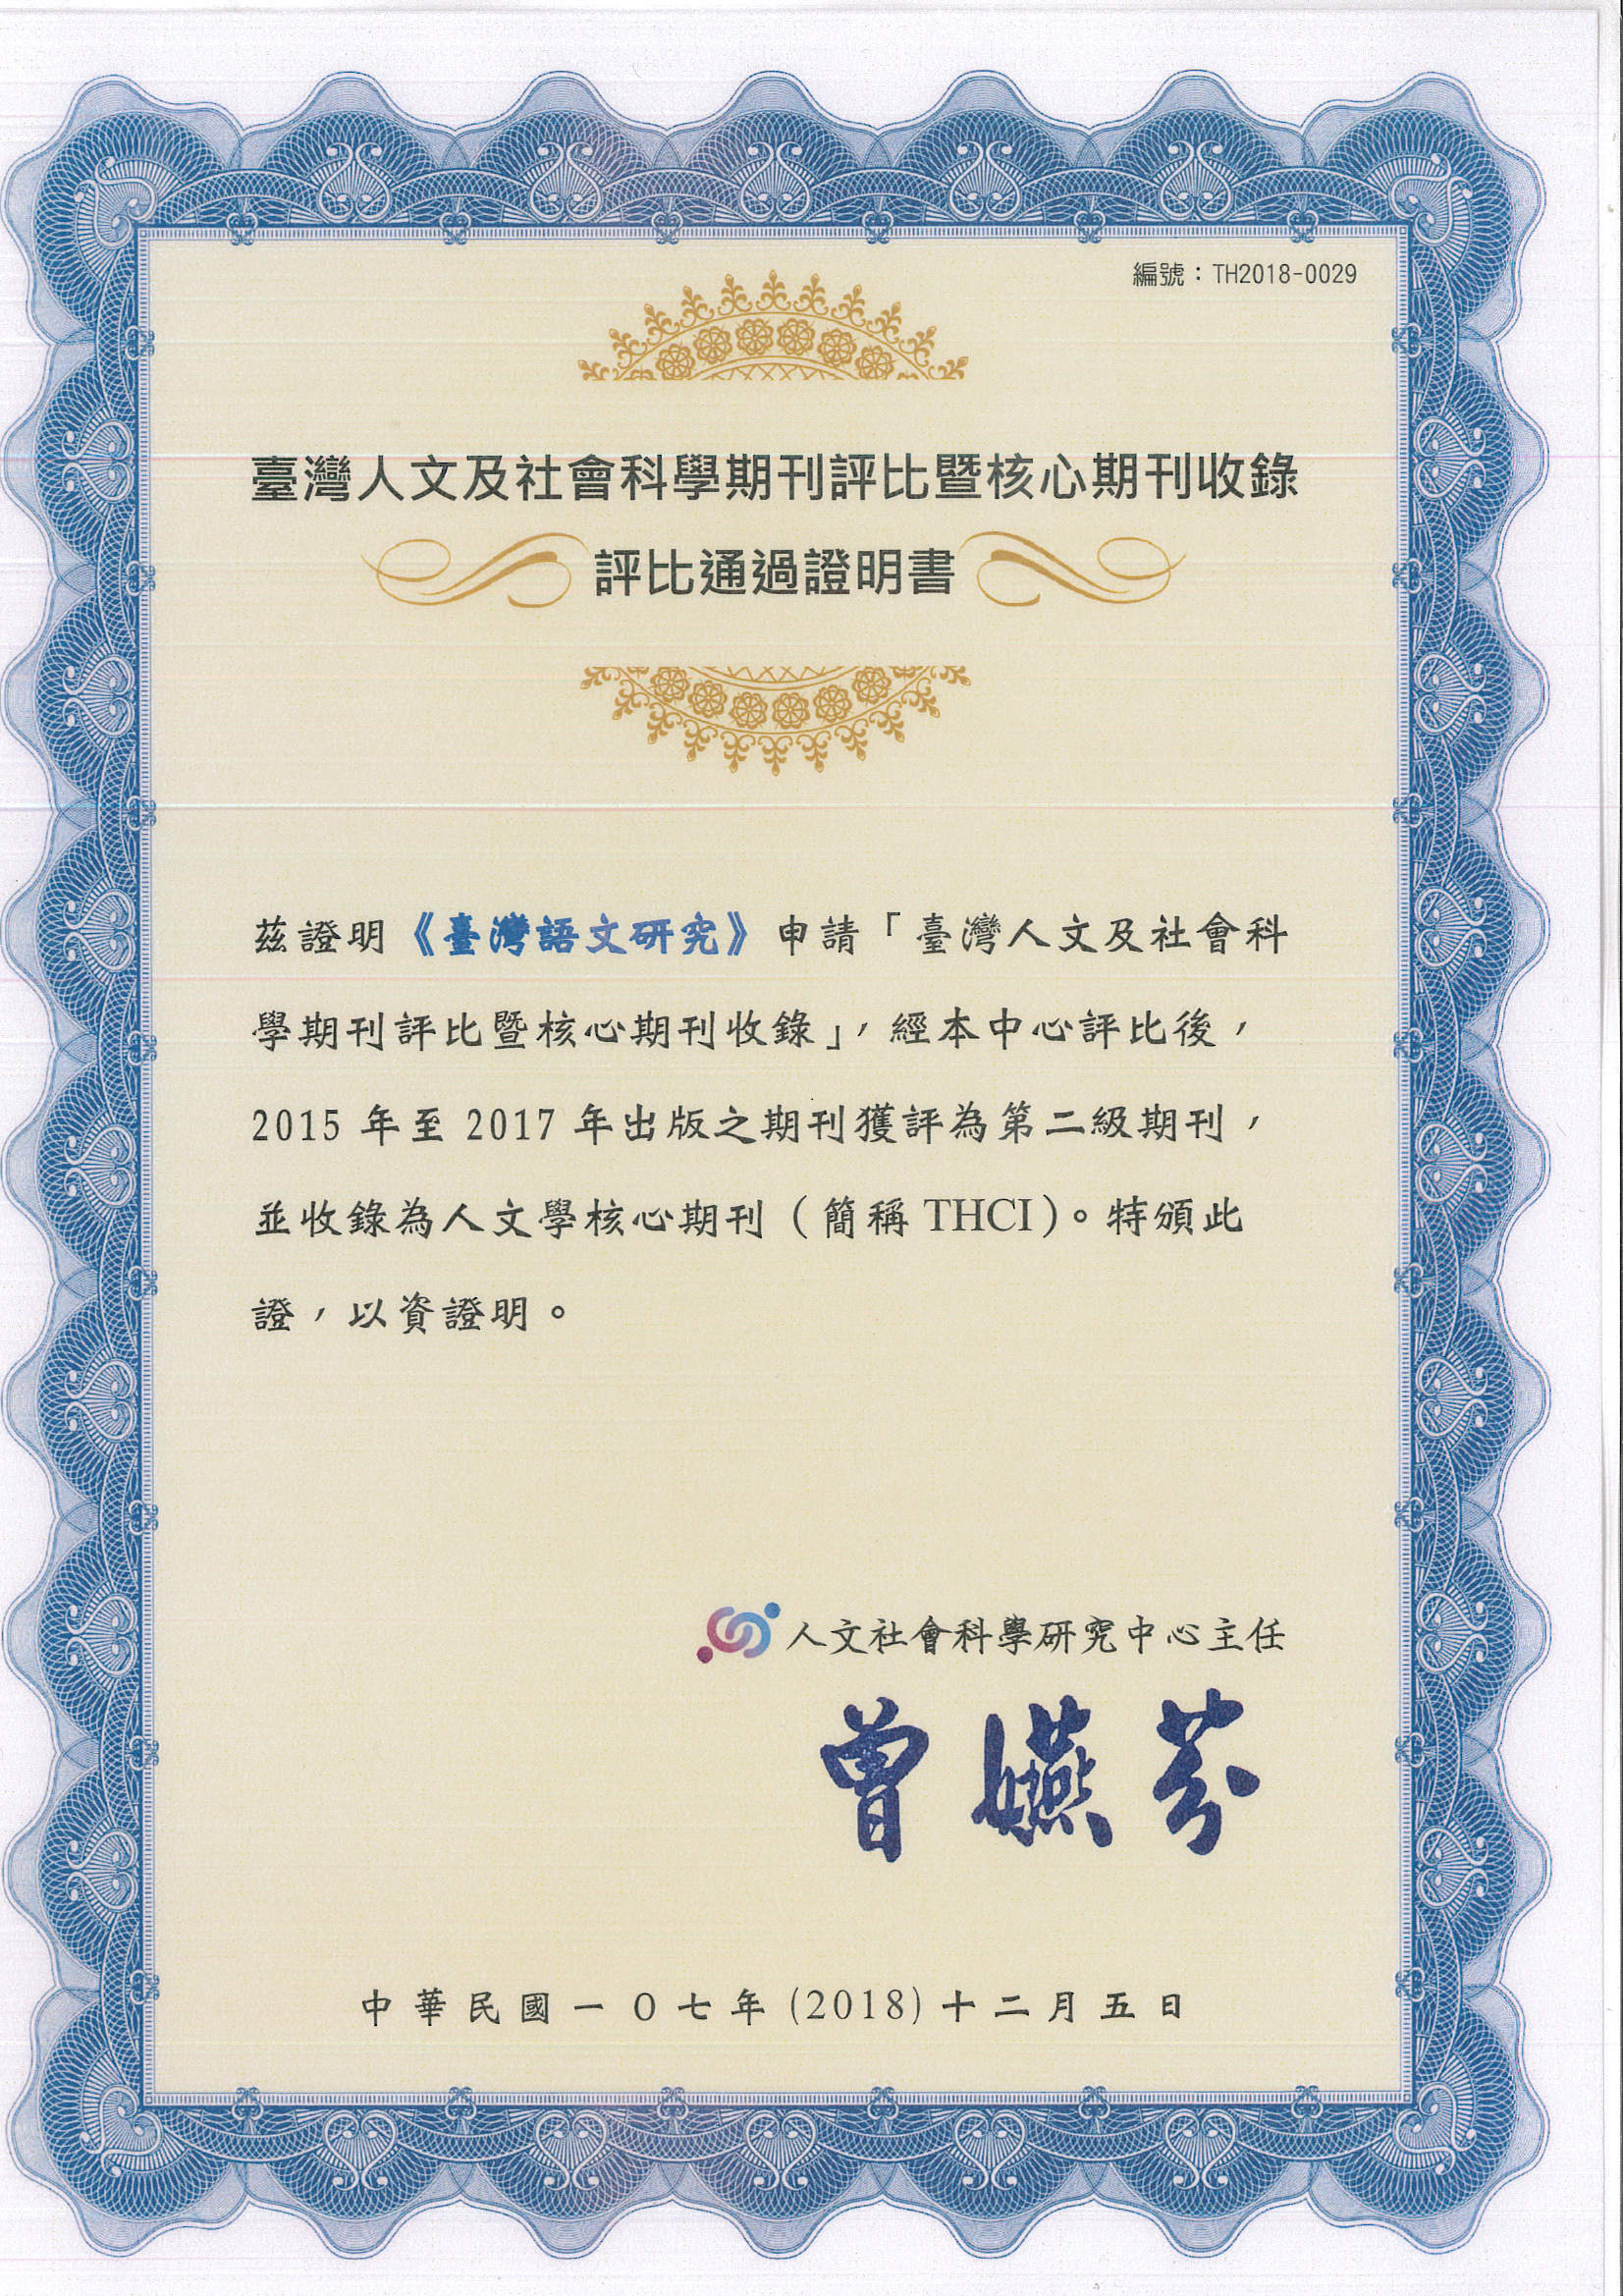 編號：TH2018-0029
臺灣人文及社會科學期刊評比暨核心期刊收錄
評比通過證明書
茲證明《臺灣語文研究》申請「臺灣人文及社會科
學期刊評比暨核心期刊收錄」，經本中心評比後，
2015 年至 2017 年出版之期刊獲評為第二級期刊，
並收錄為人文學核心期刊（簡稱 THCI）。特頒此
證，以資證明。
人文社會科學研究中心主任
曾嬿芬
中華民國一０七年(2018)十二月五日